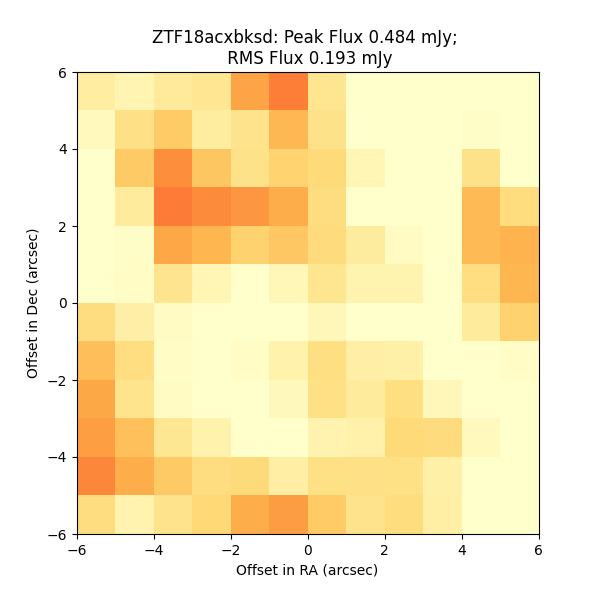 ZTF18acxbksd: Peak Flux 0.484 mJy;
RMS Flux 0.193 mJy
6
4
2
0
−2
−4
−6
Offset in Dec (arcsec)
−6 −4 −2 0 2 4 6
Offset in RA (arcsec)